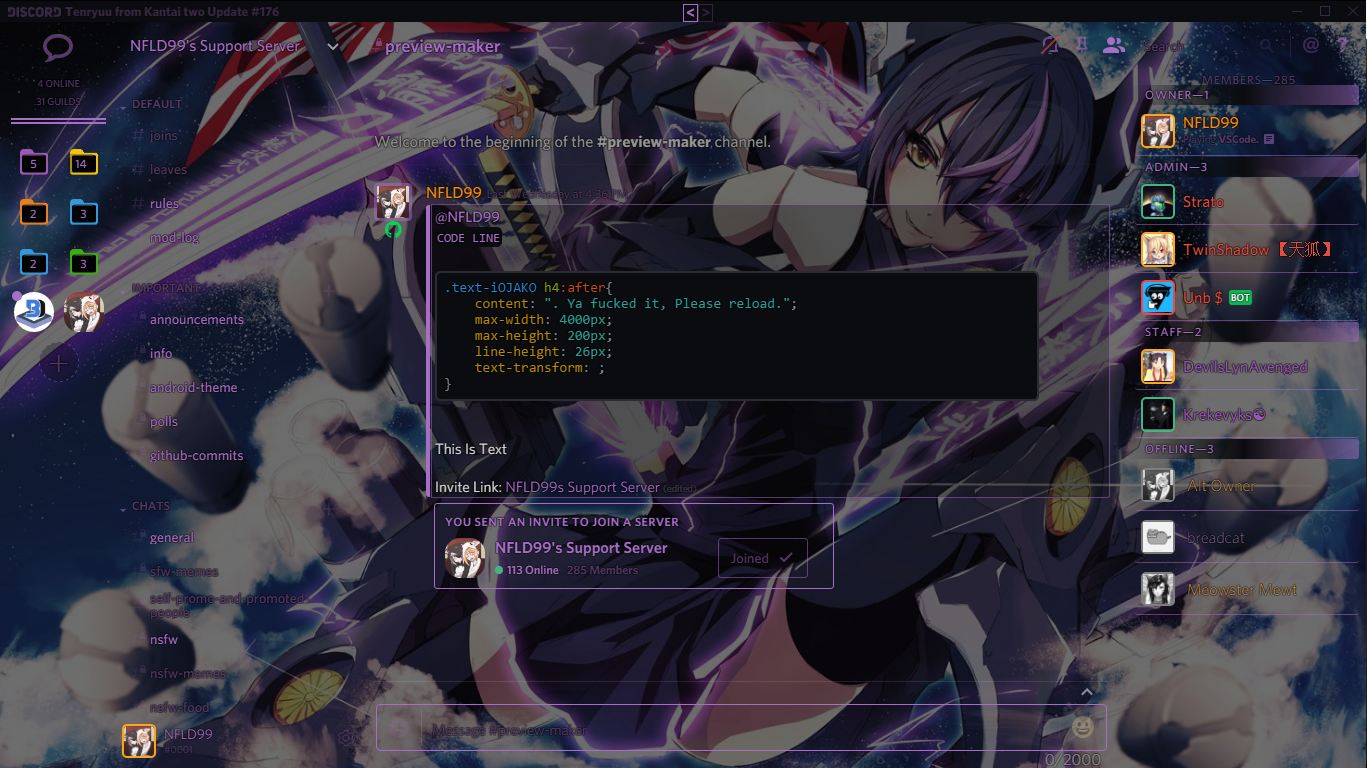 DISCORD Tenryuu from Kantai two Update #176
< >
NFLD99's Support Server
preview-maker
Search
4 ONLINE
31 GUILDS
5
14
2
3
2
3
DEFAULT
joins
leaves
rules
mod-log
IMPORTANT
announcements
info
android-theme
polls
github-commits
CHATS
general
sfw-memes
self-promo-and-promoted-
people
nsfw
nsfw-memes
nsfw-food
NFLD99
#0001
Welcome to the beginning of the #preview-maker channel.
NFLD99
@NFLD99
CODE LINE
.text-iOJAKO h4:after{
content: ". Ya fucked it, Please reload.";
max-width: 4000px;
max-height: 200px;
line-height: 26px;
text-transform: ;
}
This Is Text
Invite Link: NFLD99s Support Server (edited)
YOU SENT AN INVITE TO JOIN A SERVER
NFLD99's Support Server
113 Online 285 Members
Joined
Message #preview-maker
0/2000
MEMBERS—285
OWNER—1
NFLD99
Playing VSCode.
ADMIN—3
Strato
TwinShadow 【天狐】
Unb $ BOT
STAFF—2
DevilsLynAvenged
Krekevyks☯
OFFLINE—3
Alt Owner
breadcat
Meowster Mewt